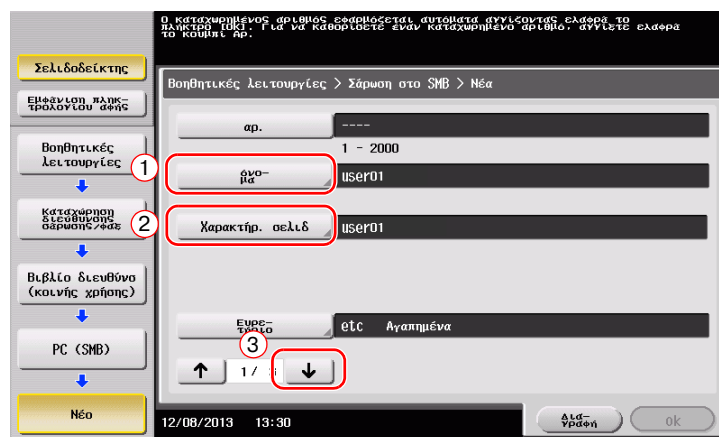 Ο καταχωρημένος αριθμός εφαρμόζεται αυτόματα αγγίζοντας ελαφρά το
πλήκτρο [OK]. Για να καθορίσετε έναν καταχωρημένο αριθμό, αγγίξτε ελαφρά
το κουμπί Αρ.
Σελιδοδείκτης
Εμφάνιση πληκ-
τρολογίου αφής
Βοηθητικές λειτουργίες > Σάρωση στο SMB > Νέα
αρ.
----
1 - 2000
Βοηθητικές
λειτουργίες
1
όνο-
μα
user01
Καταχώρηση
διεύθυνσης
σάρωσης/φαξ
2
Χαρακτήρ. σελιδ
user01
Βιβλίο διευθύνσ
(κοινής χρήσης)
Ευρε-
τήριο
etc Αγαπημένα
3
PC (SMB)
↑
1/
↓
Νέο
12/08/2013 13:30
Δια-
γραφή
ok